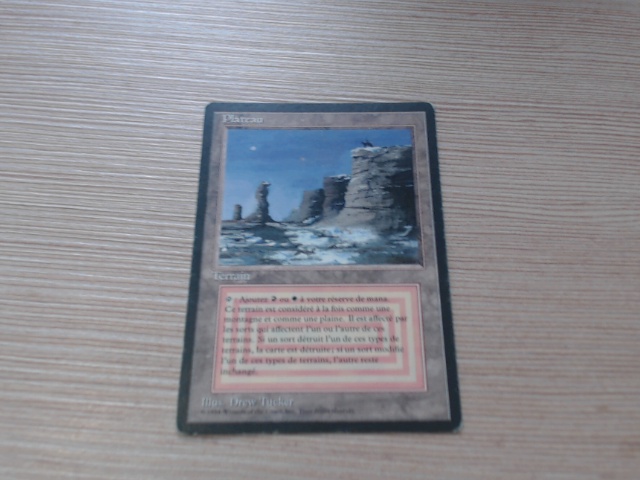 Plateau
Terrain
: Ajoutez ou à votre réserve de mana.
Ce terrain est considéré à la fois comme une
montagne et comme une plaine. Il est affecté par
les sorts qui affectent l'un ou l'autre de ces
terrains. Si un sort détruit l'un de ces types de
terrains, la carte est détruite; si un sort modifie
l'un de ces types de terrains, l'autre reste
inchangé.
Illus. Drew Tucker